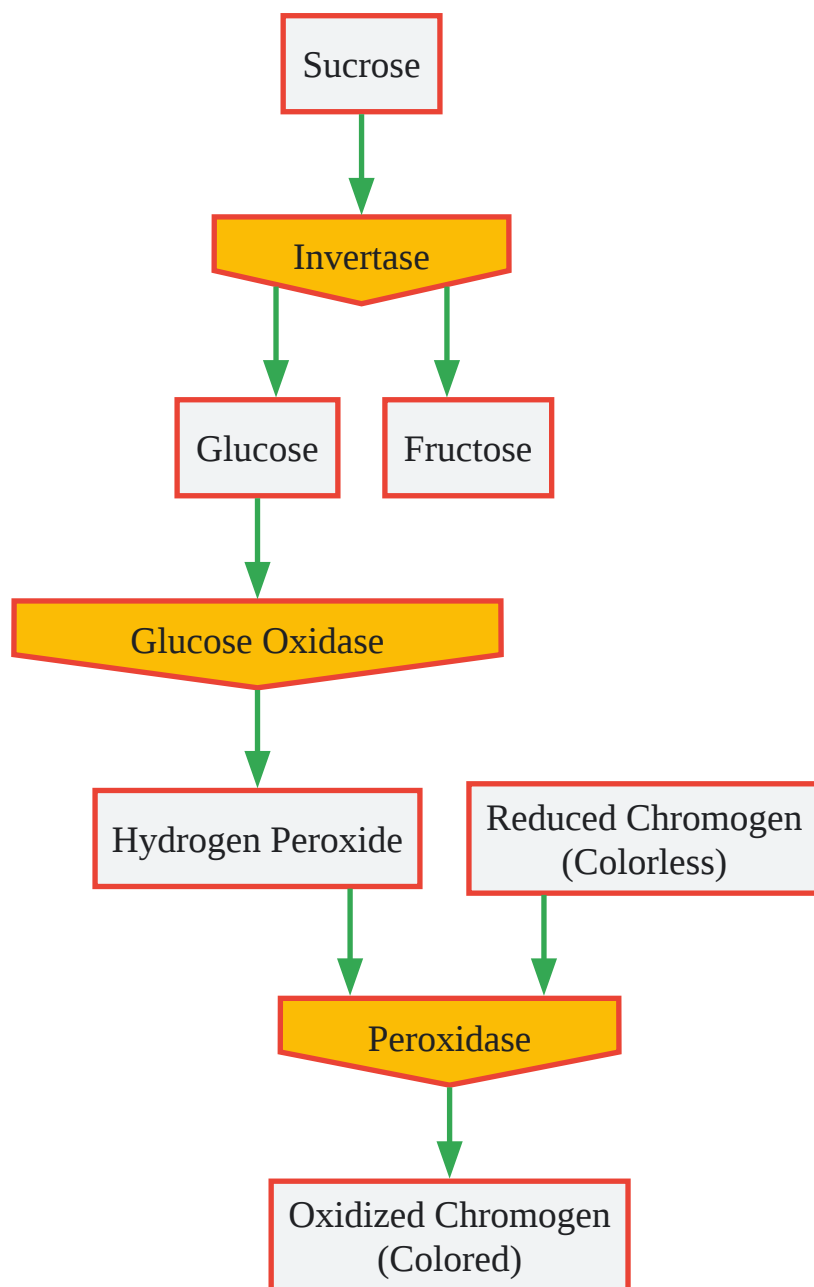 Sucrose
Invertase
Glucose
Fructose
Glucose Oxidase
Hydrogen Peroxide
Reduced Chromogen
(Colorless)
Peroxidase
Oxidized Chromogen
(Colored)